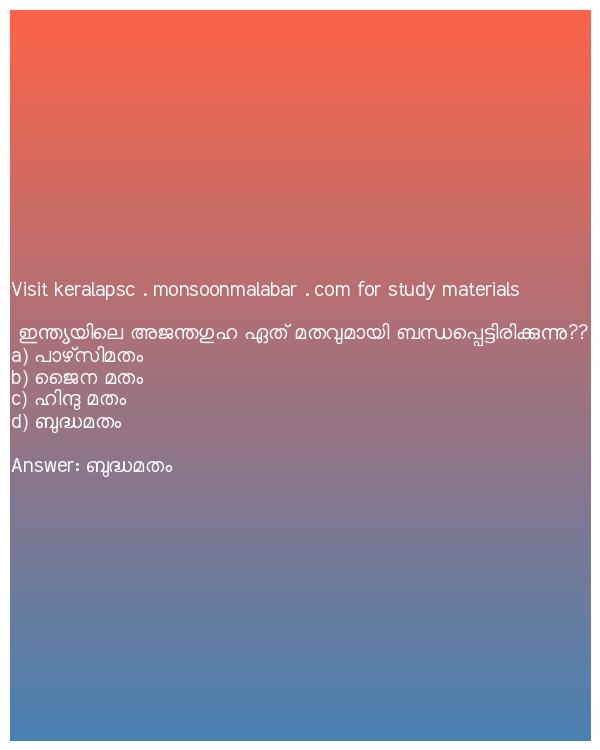 Visit keralapsc . monsoonmalabar . com for study materials
ഇന്ത്യയിലെ അജന്തഗുഹ ഏത് മതവുമായി ബന്ധപ്പെട്ടിരിക്കുന്നു??
a) പാഴ്സിമതം
b) ജൈന മതം
c) ഹിന്ദു മതം
d) ബുദ്ധമതം
Answer: ബുദ്ധമതം